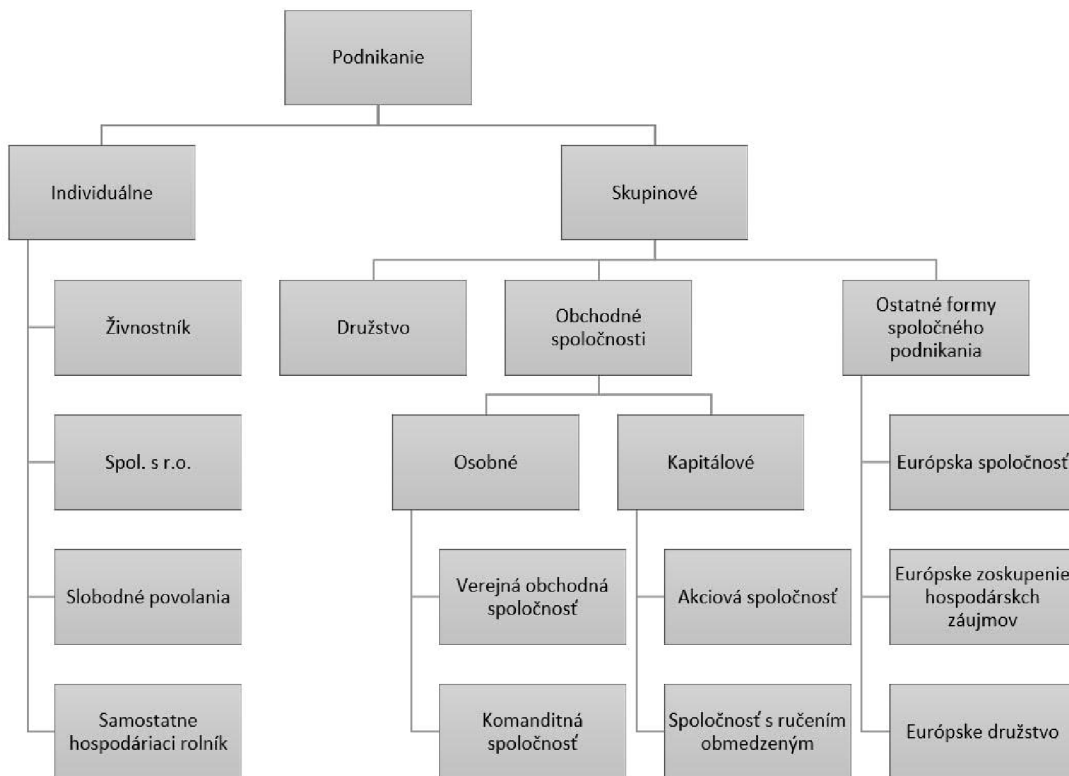 Podnikanie
Individuálne
Skupinové
Živnostník
Družstvo
Obchodné
spoločnosti
Ostatné formy
spoločného
podnikania
Spol. s r.o.
Osobné
Kapitálové
Európska spoločnosť
Slobodné povolania
Verejná obchodná
spoločnosť
Akciová spoločnosť
Európske zoskupenie
hospodárskch
záujmov
Samostatne
hospodáriaci rolník
Komanditná
spoločnosť
Spoločnosť s ručením
obmedzeným
Európske družstvo